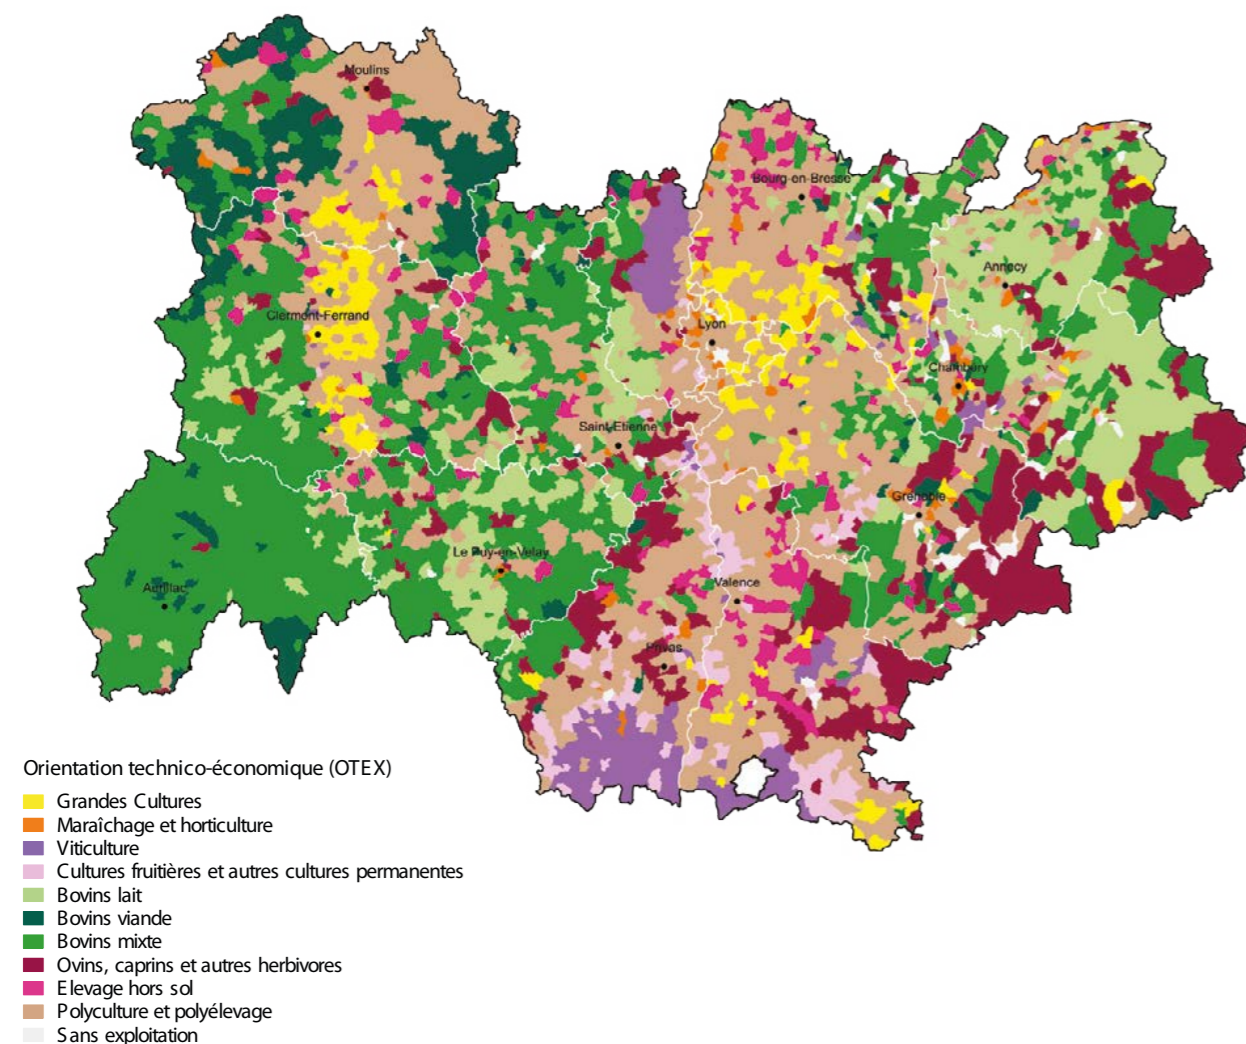 Moulins
Bourg-en-Bresse
Annecy
Clermont-Ferrand
Lyon
Chambéry
Saint-Etienne
Grenoble
Le Puy-en-Velay
Valence
Aurillac
Privas
Orientation technico-économique (OTEX)
Grandes Cultures
Maraîchage et horticulture
Viticulture
Cultures fruitières et autres cultures permanentes
Bovins lait
Bovins viande
Bovins mixte
Ovins, caprins et autres herbivores
Elevage hors sol
Polyculture et polyélevage
Sans exploitation